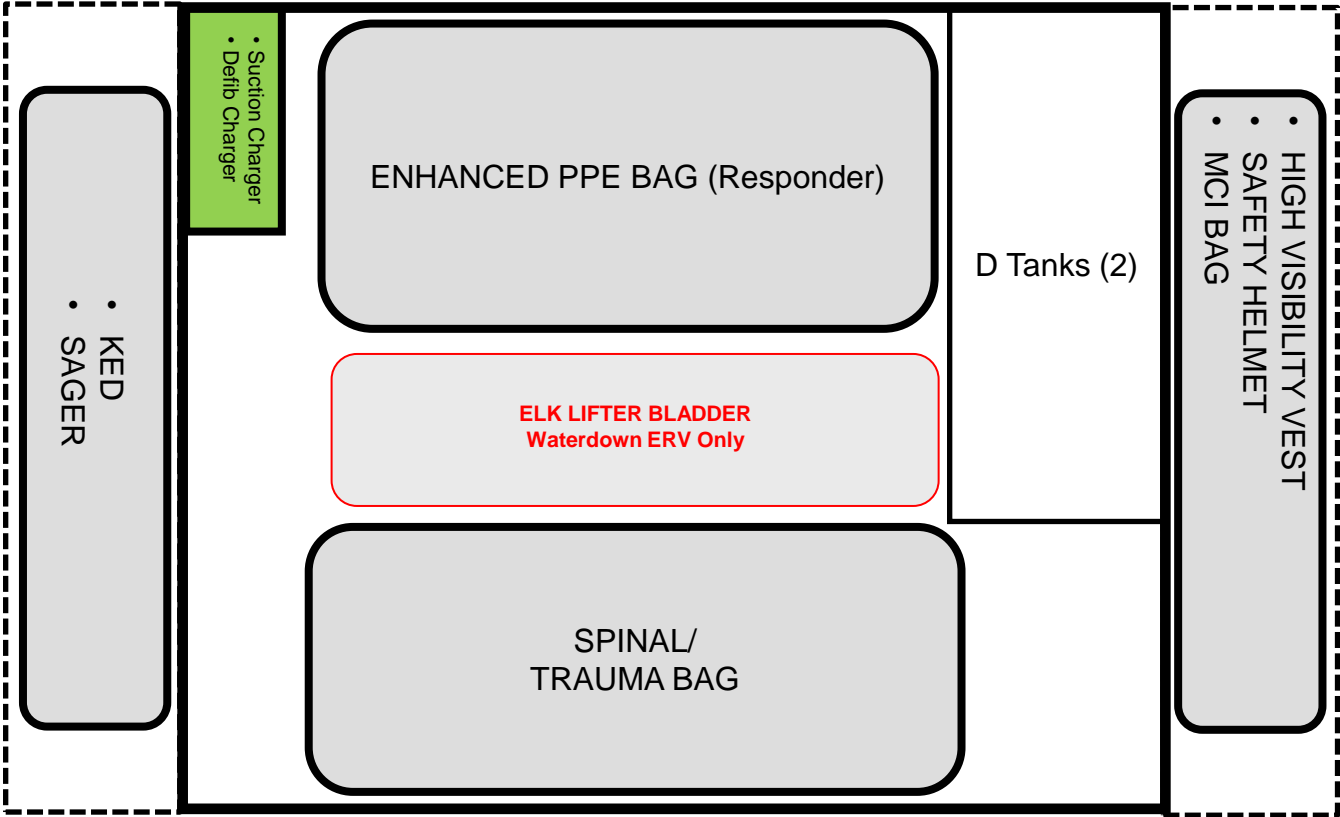 • Suction Charger
• Defib Charger
ENHANCED PPE BAG (Responder)
D Tanks (2)
• HIGH VISIBILITY VEST
• SAFETY HELMET
• MCI BAG
• KED
• SAGER
ELK LIFTER BLADDER
Waterdown ERV Only
SPINAL/
TRAUMA BAG